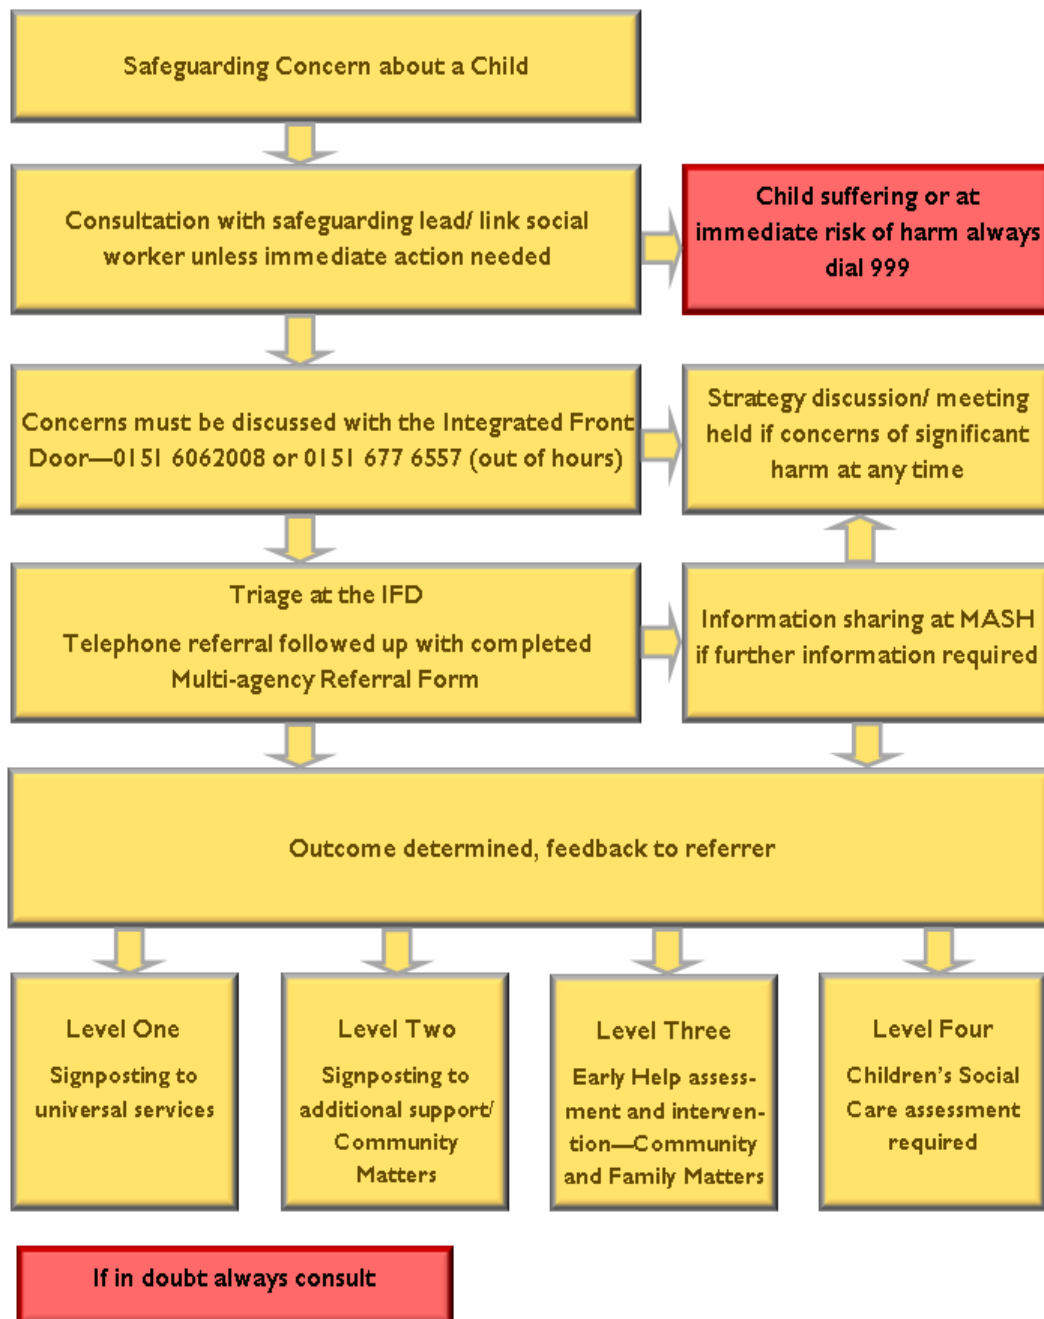 Safeguarding Concern about a Child
Consultation with safeguarding lead/ link social
worker unless immediate action needed
Child suffering or at
immediate risk of harm always
dial 999
Concerns must be discussed with the Integrated Front
Door—0151 6062008 or 0151 677 6557 (out of hours)
Strategy discussion/ meeting
held if concerns of significant
harm at any time
Triage at the IFD
Telephone referral followed up with completed
Multi-agency Referral Form
Information sharing at MASH
if further information required
Outcome determined, feedback to referrer
Level One
Signposting to
universal services
Level Two
Signposting to
additional support/
Community
Matters
Level Three
Early Help assess-
ment and interven-
tion—Community
and Family Matters
Level Four
Children's Social
Care assessment
required
If in doubt always consult